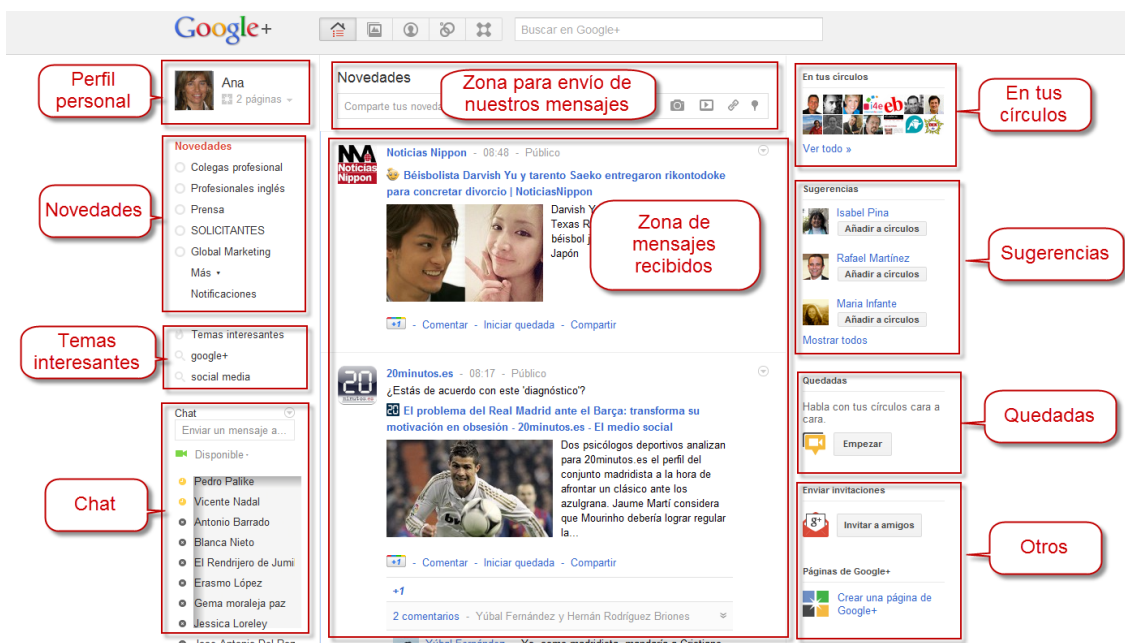 Google+
Buscar en Google+
Perfil
personal
Ana
2 páginas
Novedades
Comparte tus noveda
Zona para envío de
nuestros mensajes
En tus círculos
Ver todo »
En tus
círculos
Novedades
Novedades
Colegas profesional
Profesionales inglés
Prensa
SOLICITANTES
Global Marketing
Más
Notificaciones
Temas
interesantes
Temas interesantes
google+
social media
Chat
Chat
Enviar un mensaje a...
Disponible
Pedro Palike
Vicente Nadal
Antonio Barrado
Blanca Nieto
El Rendrijero de Jumi
Erasmo López
Gema moraleja paz
Jessica Loreley
Noticias
Nippon
Noticias Nippon - 08:48 - Público
Béisbolista Darvish Yu y tarento Saeko entregaron rikontodoke
para concretar divorcio | NoticiasNippon
Darvish Y
Texas R
béisbol j
Japón
Zona de
mensajes
recibidos
+1 - Comentar - Iniciar quedada - Compartir
20
20minutos.es - 08:17 - Público
¿Estás de acuerdo con este 'diagnóstico'?
20 El problema del Real Madrid ante el Barça: transforma su
motivación en obsesión - 20minutos.es - El medio social
Dos psicólogos deportivos analizan
para 20minutos.es el perfil del
conjunto madridista a la hora de
afrontar un clásico ante los
azulgrana. Jaume Martí considera
que Mourinho debería lograr regular
la...
+1 - Comentar - Iniciar quedada - Compartir
+1
2 comentarios - Yúbal Fernández y Hernán Rodríguez Briones
Yúbal Fernández
Sugerencias
Isabel Pina
Añadir a círculos
Rafael Martínez
Añadir a círculos
Maria Infante
Añadir a círculos
Mostrar todos
Sugerencias
Quedadas
Habla con tus círculos cara a
cara.
Empezar
Quedadas
Enviar invitaciones
Invitar a amigos
Páginas de Google+
Crear una página de
Google+
Otros